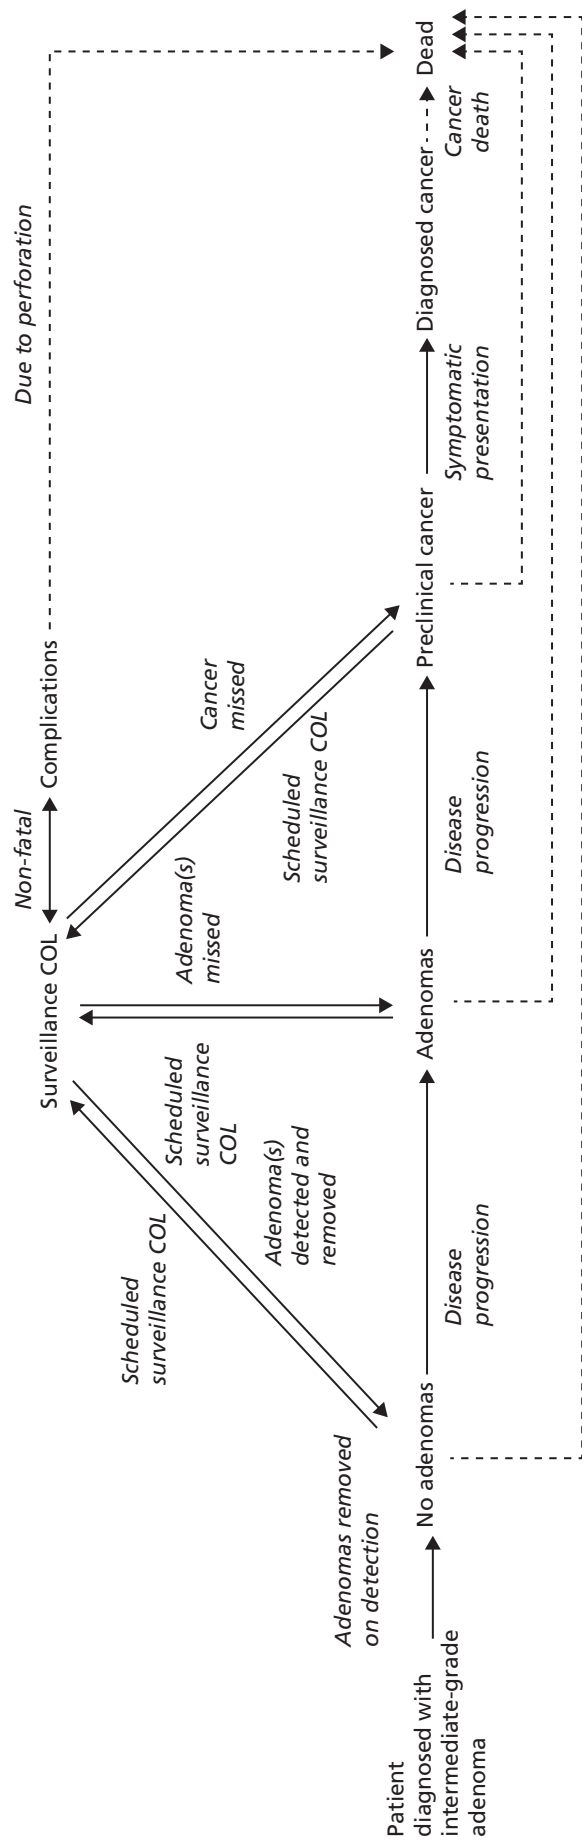 Due to perforation
Surveillance COL
Non-fatal
Complications
Scheduled
surveillance COL
Scheduled
surveillance
COL
Adenoma(s)
missed
Cancer
missed
Adenoma(s)
detected and
removed
Scheduled
surveillance COL
Adenomas removed
on detection
Patient
diagnosed with
intermediate-grade
adenoma
No adenomas
Adenomas
Preclinical cancer
Diagnosed cancer
Dead
Disease
progression
Disease
progression
Symptomatic
presentation
Cancer
death